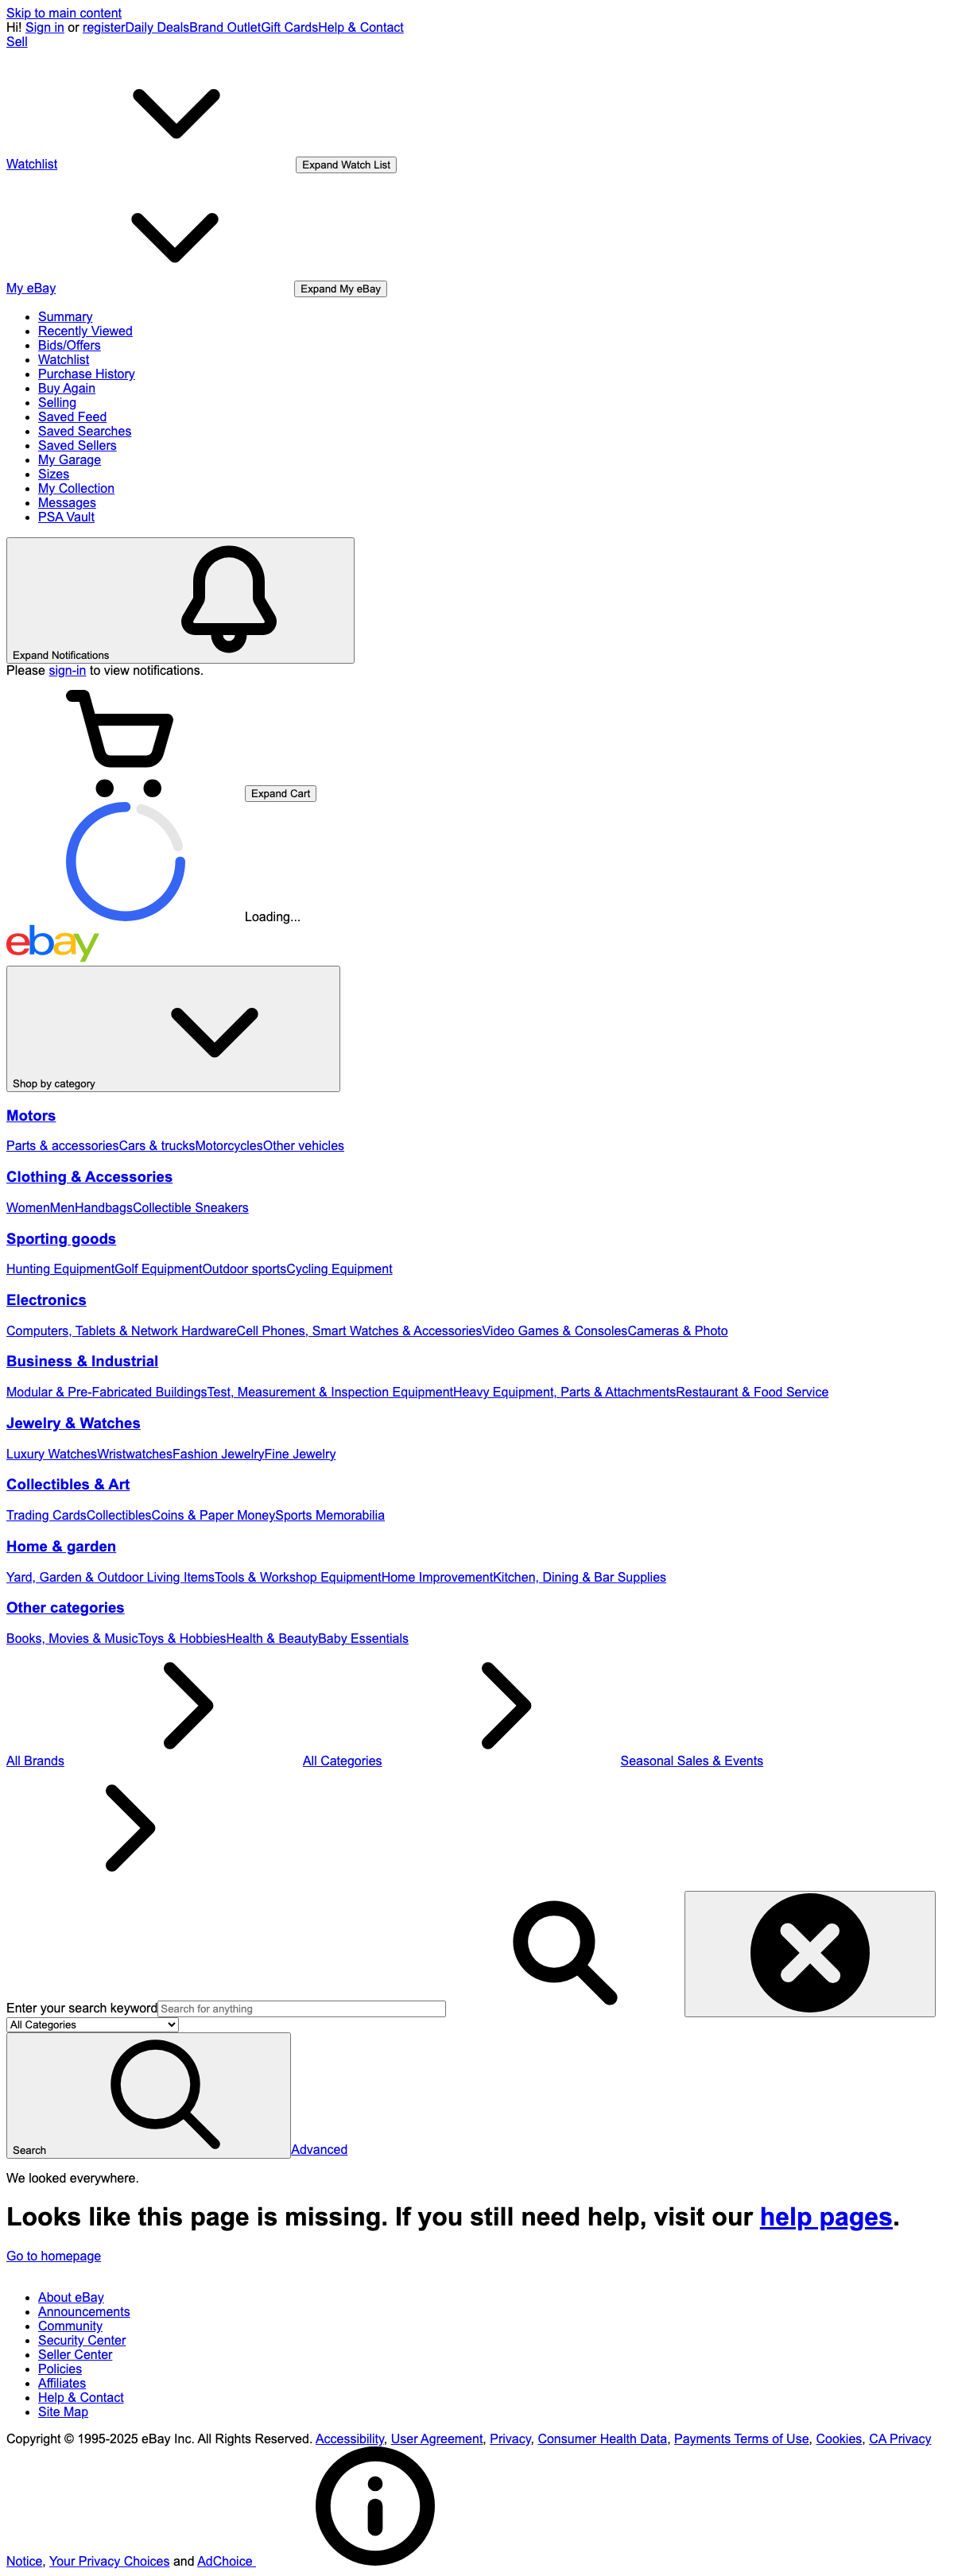 Skip to main content
Hi! Sign in or registerDaily DealsBrand OutletGift CardsHelp & Contact
Sell
Watchlist Expand Watch List
My eBay Expand My eBay
Summary
Recently Viewed
Bids/Offers
Watchlist
Purchase History
Buy Again
Selling
Saved Feed
Saved Searches
Saved Sellers
My Garage
Sizes
My Collection
Messages
PSA Vault
Expand Notifications
Please sign-in to view notifications.
Expand Cart
Loading...
ebay
Shop by category
Motors
Parts & accessoriesCars & trucksMotorcyclesOther vehicles
Clothing & Accessories
WomenMenHandbagsCollectible Sneakers
Sporting goods
Hunting EquipmentGolf EquipmentOutdoor sportsCycling Equipment
Electronics
Computers, Tablets & Network HardwareCell Phones, Smart Watches & AccessoriesVideo Games & ConsolesCameras & Photo
Business & Industrial
Modular & Pre-Fabricated BuildingsTest, Measurement & Inspection EquipmentHeavy Equipment, Parts & AttachmentsRestaurant & Food Service
Jewelry & Watches
Luxury WatchesWristwatchesFashion JewelryFine Jewelry
Collectibles & Art
Trading CardsCollectiblesCoins & Paper MoneySports Memorabilia
Home & garden
Yard, Garden & Outdoor Living ItemsTools & Workshop EquipmentHome ImprovementKitchen, Dining & Bar Supplies
Other categories
Books, Movies & MusicToys & HobbiesHealth & BeautyBaby Essentials
All Brands All Categories Seasonal Sales & Events
Enter your search keyword Search for anything
All Categories
Search Advanced
We looked everywhere.
Looks like this page is missing. If you still need help, visit our help pages.
Go to homepage
About eBay
Announcements
Community
Security Center
Seller Center
Policies
Affiliates
Help & Contact
Site Map
Copyright © 1995-2025 eBay Inc. All Rights Reserved. Accessibility, User Agreement, Privacy, Consumer Health Data, Payments Terms of Use, Cookies, CA Privacy
Notice, Your Privacy Choices and AdChoice